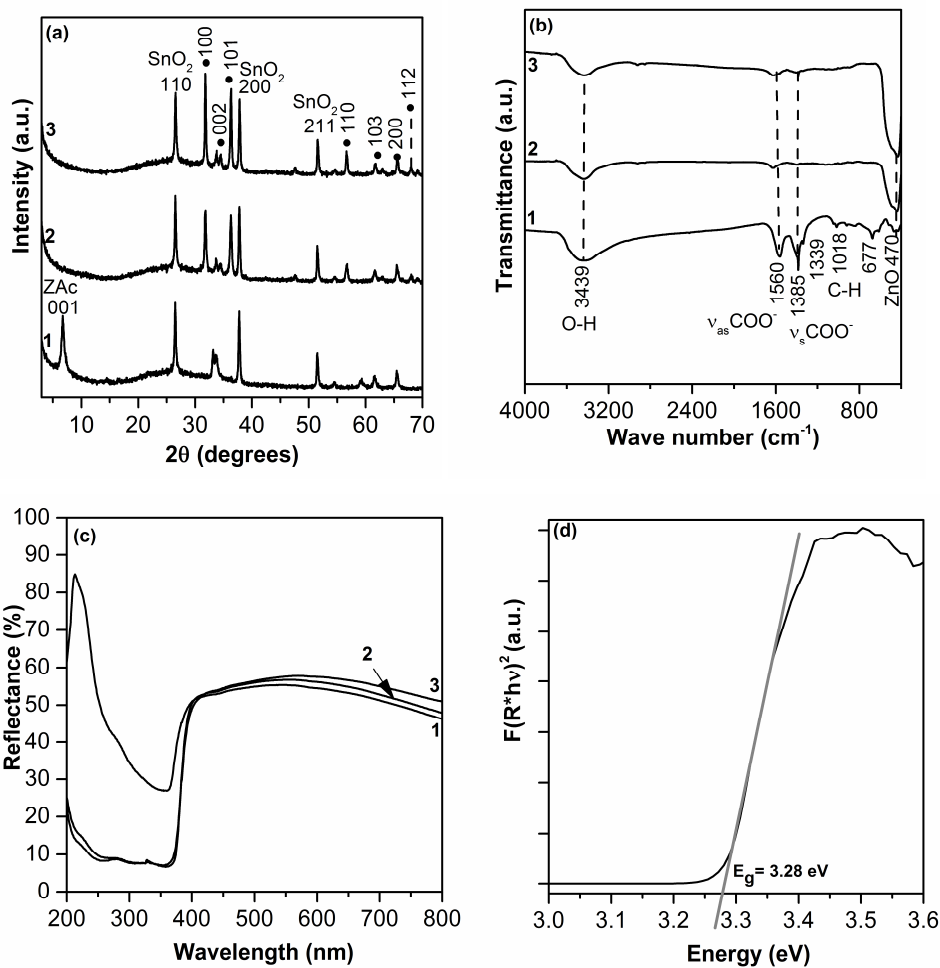 (a)
SnO2
110
100
101
SnO2
200
002
SnO2
211
110
103
200
112
3
2
ZAc
001
1
Intensity (a.u.)
10 20 30 40 50 60 70
2θ (degrees)
(b)
3
2
1
3439
O-H
1560
νasCOO-
1385
νsCOO-
1339
1018
C-H
677
ZnO 470
Transmittance (a.u.)
4000 3200 2400 1600 800
Wave number (cm-1)
(c)
100
90
80
70
60
50
40
30
20
10
0
2
3
1
Reflectance (%)
200 300 400 500 600 700 800
Wavelength (nm)
(d)
F(R*hν)2 (a.u.)
Eg= 3.28 eV
3.0 3.1 3.2 3.3 3.4 3.5 3.6
Energy (eV)